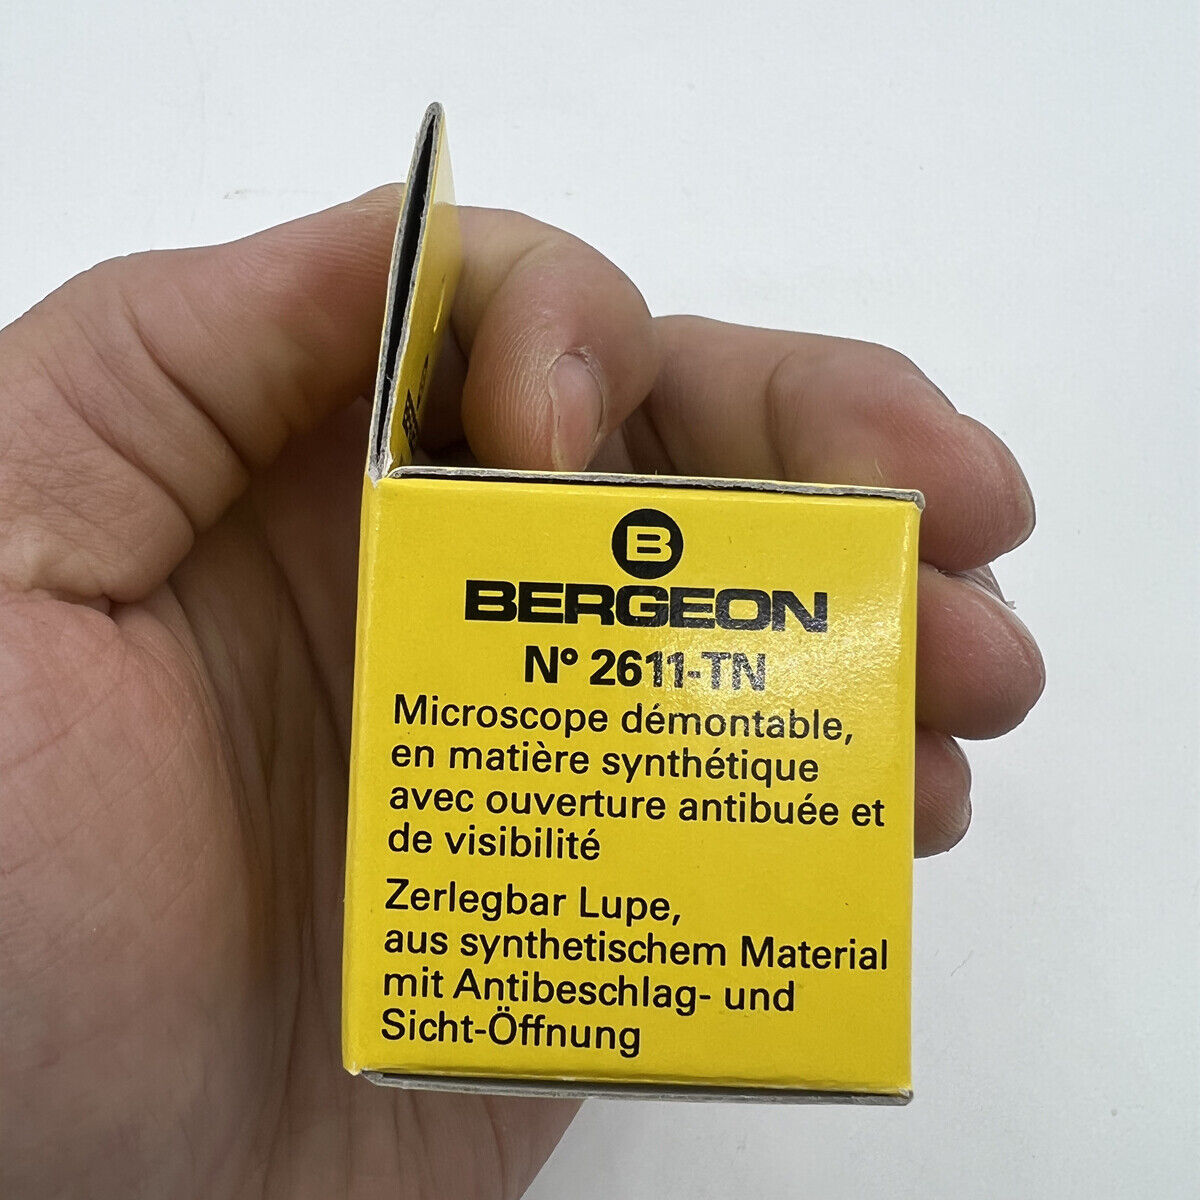 B
BERGEON
N° 2611-TN
Microscope démontable,
en matière synthétique
avec ouverture antibuée et
de visibilité
Zerlegbar Lupe,
aus synthetischem Material
mit Antibeschlag- und
Sicht-Öffnung